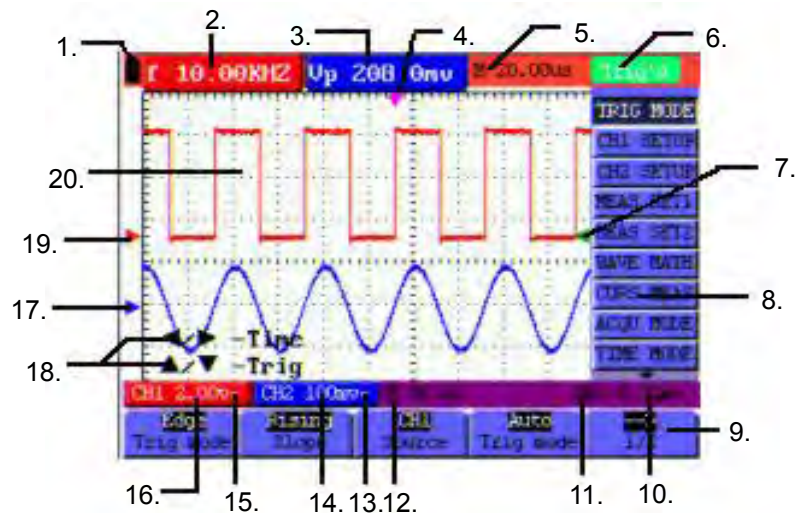 1. 2. 3. 4. 5. 6.
f 10.00KHZ Vp 208 0mv M 20.00us Trig'd
TRIG MODE
CH1 SETUP
CH2 SETUP
MEAS SET1
MEAS SET2
WAVE MATH
CURS MEAS
ACQU MODE
TIME MODE
20.
7.
19.
17.
8.
-Time
18.
-Trig
CH1 2.00v CH2 100mv
Edge Rising CH1 Auto
Trig mode Slope Source Trig mode
9.
16. 15. 14. 13. 12. 11. 10.